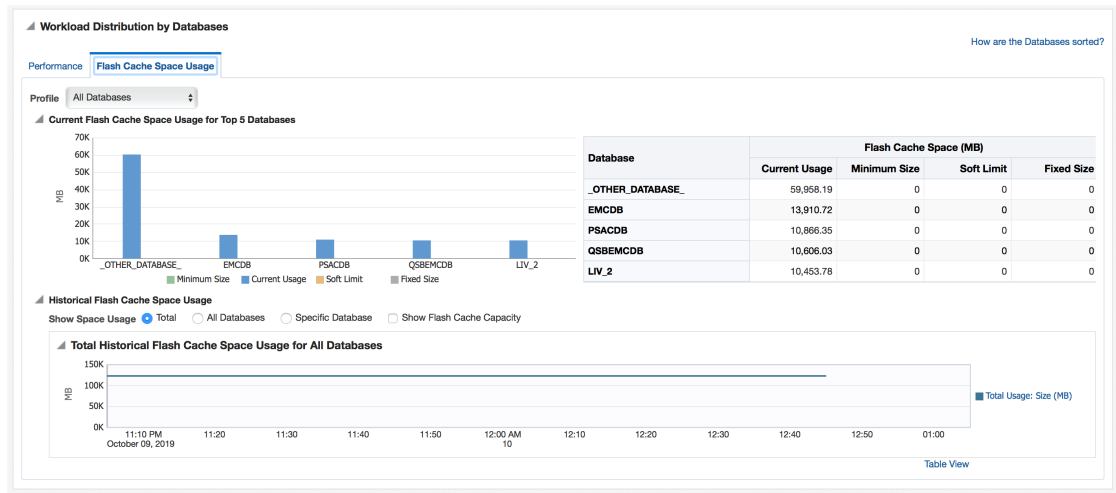 Workload Distribution by Databases
How are the Databases sorted?
Performance Flash Cache Space Usage
Profile All Databases
Current Flash Cache Space Usage for Top 5 Databases
70K
60K
50K
40K
30K
20K
10K
0K
MB
_OTHER_DATABASE_ EMCDB PSACDB QSBEMCDB LIV_2
Minimum Size Current Usage Soft Limit Fixed Size
Database Flash Cache Space (MB)
Current Usage Minimum Size Soft Limit Fixed Size
_OTHER_DATABASE_ 59,958.19 0 0 0
EMCDB 13,910.72 0 0 0
PSACDB 10,866.35 0 0 0
QSBEMCDB 10,606.03 0 0 0
LIV_2 10,453.78 0 0 0
Historical Flash Cache Space Usage
Show Space Usage Total All Databases Specific Database Show Flash Cache Capacity
Total Historical Flash Cache Space Usage for All Databases
150K
100K
50K
0K
MB
Total Usage: Size (MB)
11:10 PM 11:20 11:30 11:40 11:50 12:00 AM 12:10 12:20 12:30 12:40 12:50 01:00
October 09, 2019 10
Table View